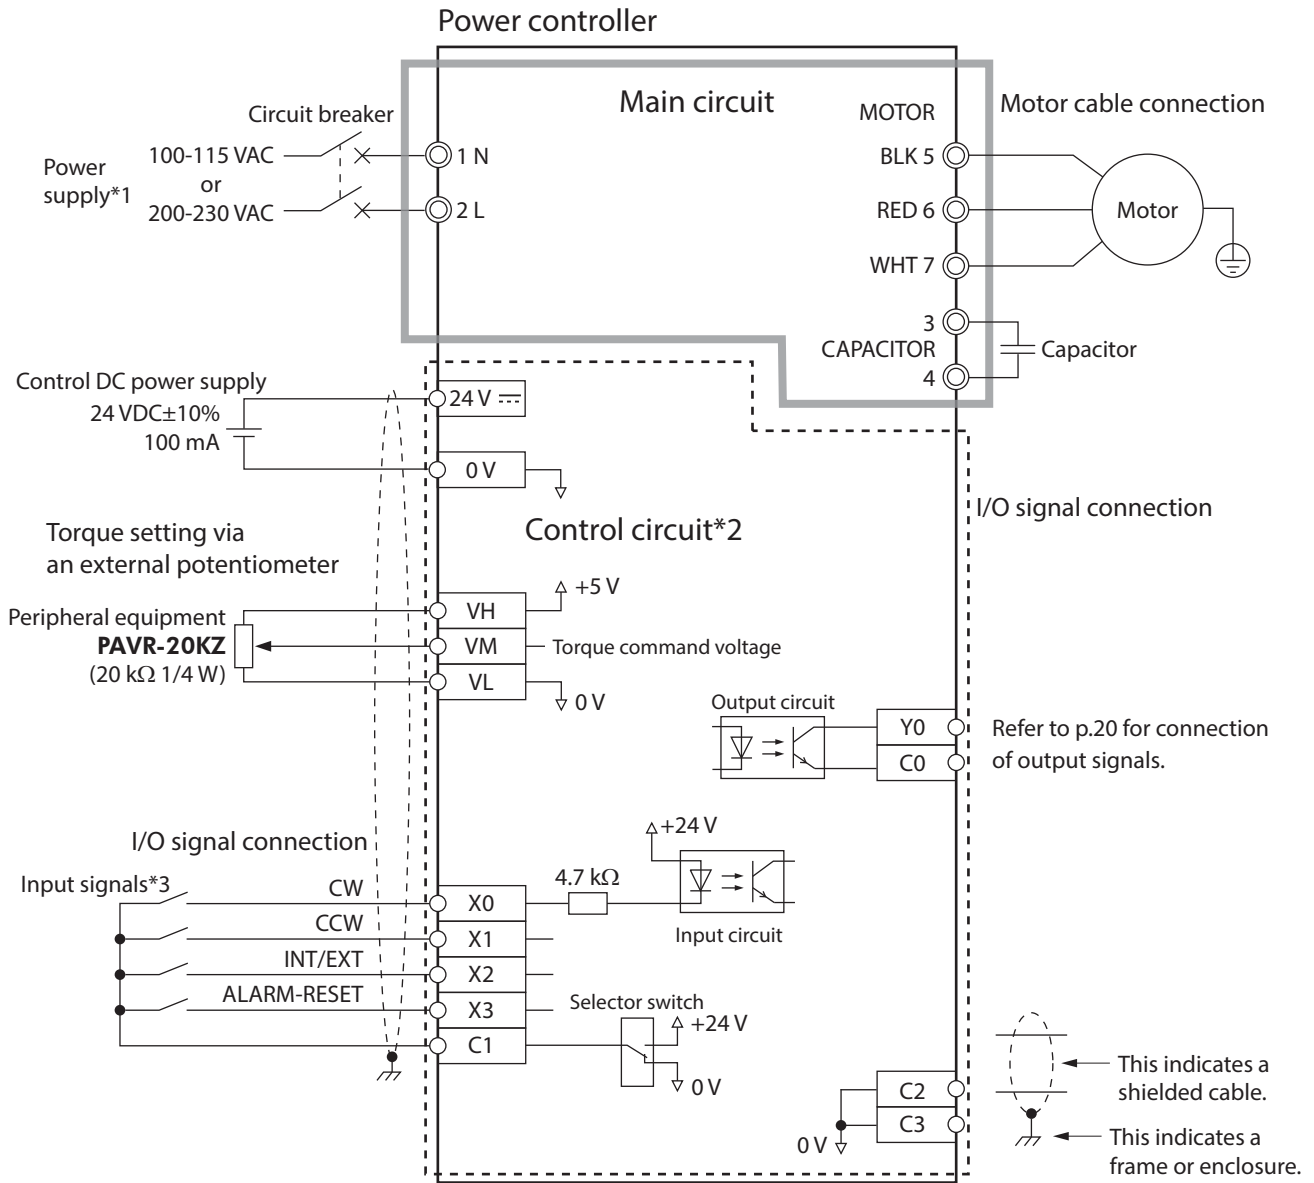 Power controller
Main circuit
MOTOR
Motor cable connection
Circuit breaker
Power
supply*1
100-115 VAC
or
200-230 VAC
1 N
2 L
BLK 5
RED 6
WHT 7
Motor
3
CAPACITOR
4
Capacitor
Control DC power supply
24 VDC±10%
100 mA
24 V
0 V
Control circuit*2
I/O signal connection
Torque setting via
an external potentiometer
Peripheral equipment
PAVR-20KZ
(20 kΩ 1/4 W)
VH
+5 V
VM
Torque command voltage
VL
0 V
Output circuit
Y0
C0
Refer to p.20 for connection
of output signals.
I/O signal connection
Input signals*3
CW
CCW
INT/EXT
ALARM-RESET
X0
X1
X2
X3
C1
4.7 kΩ
+24 V
Input circuit
Selector switch
+24 V
0 V
C2
C3
0 V
This indicates a
shielded cable.
This indicates a
frame or enclosure.